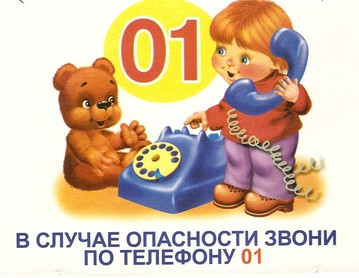 01
В СЛУЧАЕ ОПАСНОСТИ ЗВОНИ
ПО ТЕЛЕФОНУ 01